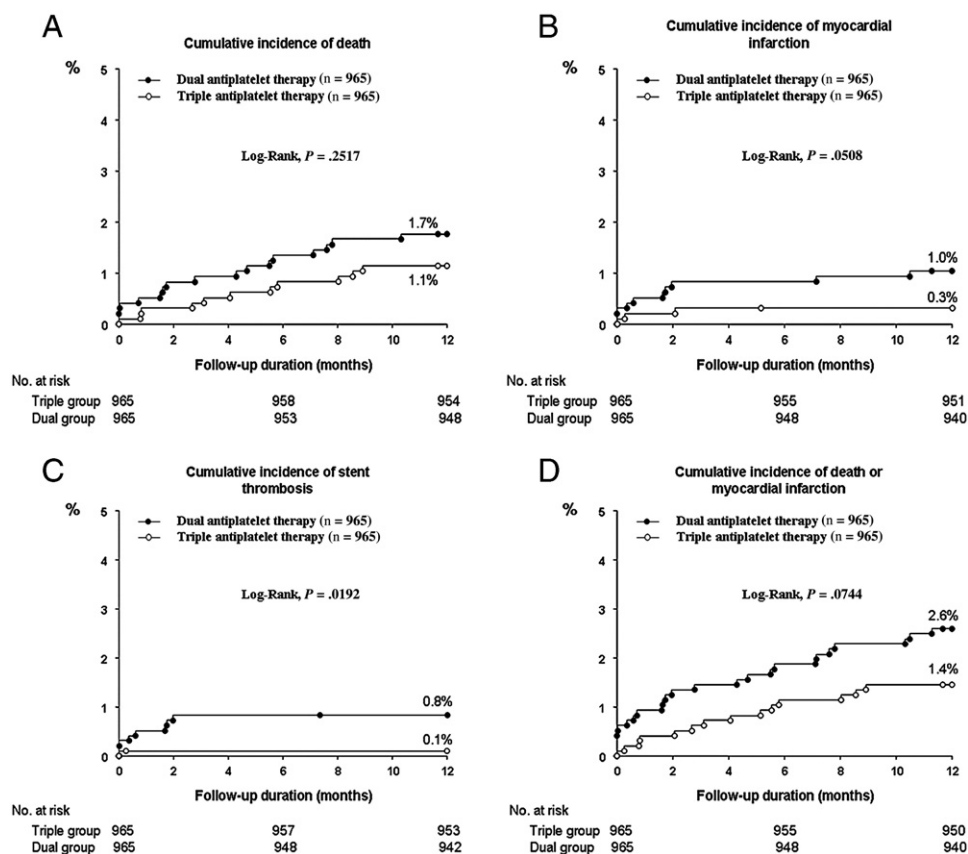 A
Cumulative incidence of death
%
5
4
3
2
1
0
Dual antiplatelet therapy (n = 965)
Triple antiplatelet therapy (n = 965)
Log-Rank, P = .2517
1.7%
1.1%
0 2 4 6 8 10 12
Follow-up duration (months)
No. at risk
Triple group 965 958 954
Dual group 965 953 948
B
Cumulative incidence of myocardial
infarction
%
5
4
3
2
1
0
Dual antiplatelet therapy (n = 965)
Triple antiplatelet therapy (n = 965)
Log-Rank, P = .0508
1.0%
0.3%
0 2 4 6 8 10 12
Follow-up duration (months)
No. at risk
Triple group 965 955 951
Dual group 965 948 940
C
Cumulative incidence of stent
thrombosis
%
5
4
3
2
1
0
Dual antiplatelet therapy (n = 965)
Triple antiplatelet therapy (n = 965)
Log-Rank, P = .0192
0.8%
0.1%
0 2 4 6 8 10 12
Follow-up duration (months)
No. at risk
Triple group 965 957 953
Dual group 965 948 942
D
Cumulative incidence of death or
myocardial infarction
%
5
4
3
2
1
0
Dual antiplatelet therapy (n = 965)
Triple antiplatelet therapy (n = 965)
Log-Rank, P = .0744
2.6%
1.4%
0 2 4 6 8 10 12
Follow-up duration (months)
No. at risk
Triple group 965 955 950
Dual group 965 948 940